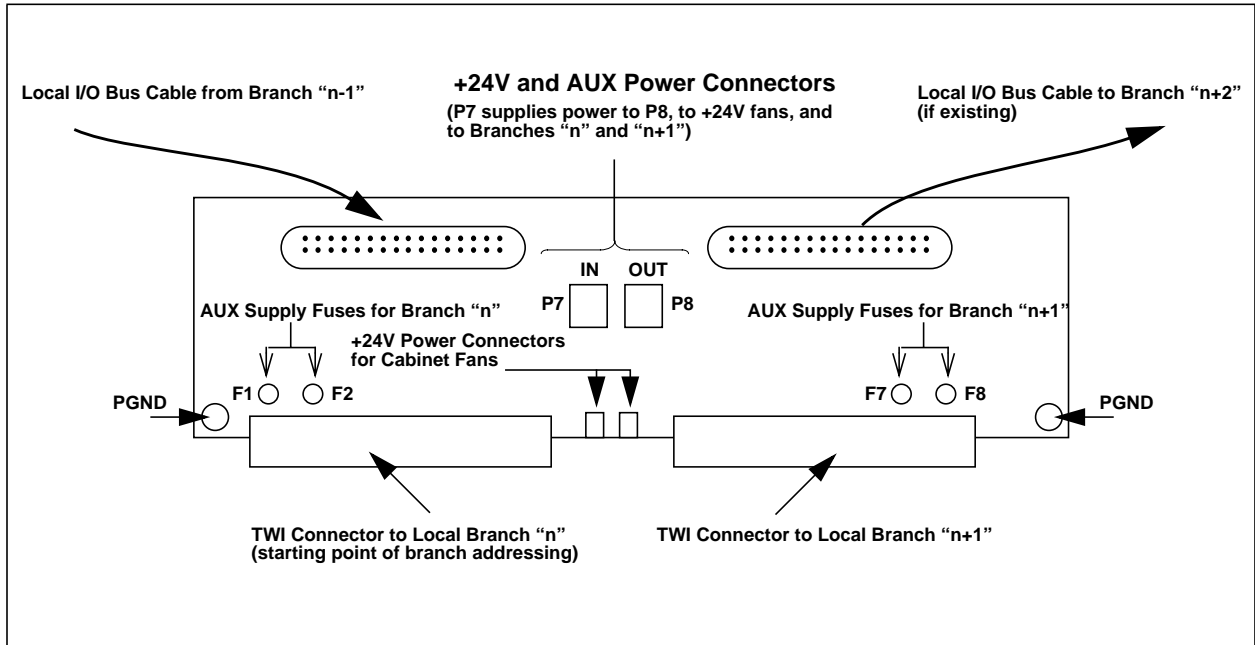 +24V and AUX Power Connectors
(P7 supplies power to P8, to +24V fans, and
to Branches “n” and “n+1”)
Local I/O Bus Cable from Branch “n-1”
Local I/O Bus Cable to Branch “n+2”
(if existing)
IN
OUT
P7
P8
AUX Supply Fuses for Branch “n”
AUX Supply Fuses for Branch “n+1”
+24V Power Connectors
for Cabinet Fans
F1
F2
F7
F8
PGND
PGND
TWI Connector to Local Branch “n”
(starting point of branch addressing)
TWI Connector to Local Branch “n+1”